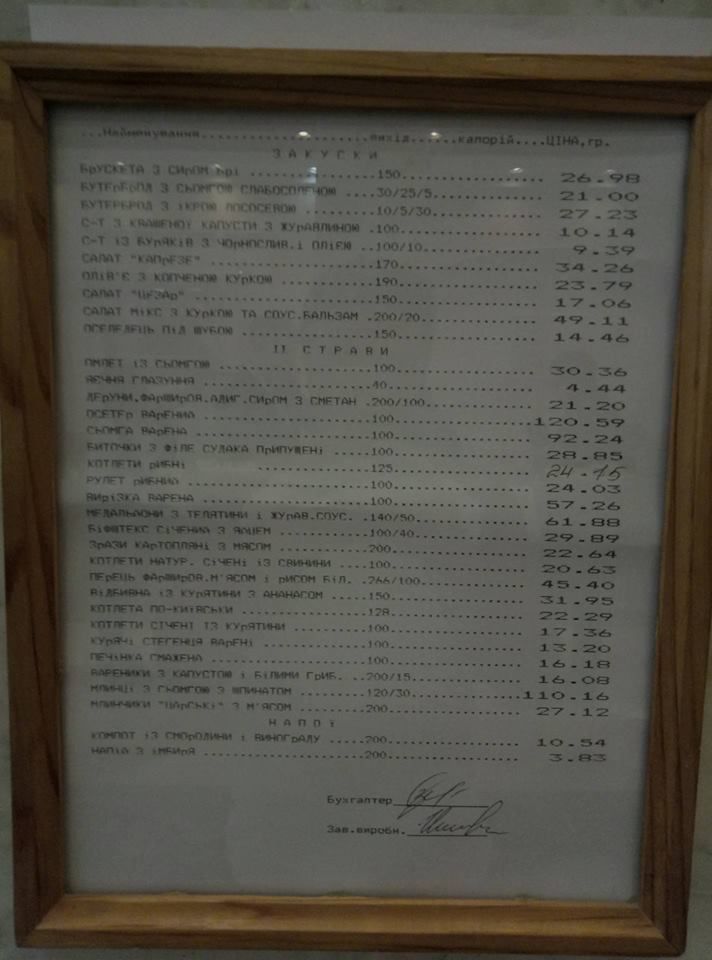 ...Найменування......................вихід......калорій....ЦІНА,гр.
З А К У С К И
БРУСКЕТА З СИРОМ БРІ ..................150........................ 26.98
БУТЕРБРОД З СЬОМГОЮ СЛАБОСОЛЕНОЮ ...30/25/5.................... 21.00
БУТЕРБРОД З ІКРОЮ ЛОСОСЕВОЮ .........10/5/30.................... 27.23
С-Т З КВАШЕНОЇ КАПУСТИ З ЖУРАВЛИНОЮ .100........................ 10.14
С-Т ІЗ БУРЯКІВ З ЧОРНОСЛИВ.І ОЛІЄЮ ..100/10..................... 9.39
САЛАТ "КАПРЕЗЕ" .....................170........................ 34.26
ОЛІВ'Є З КОПЧЕНОЮ КУРКОЮ ............190........................ 23.79
САЛАТ "ЦЕЗАР" .......................150........................ 17.06
САЛАТ МІКС З КУРКОЮ ТА СОУС.БАЛЬЗАМ .200/20..................... 49.11
ОСЕЛЕДЕЦЬ ПІД ШУБОЮ .................150........................ 14.46
ІІ С Т Р А В И
ОМЛЕТ ІЗ СЬОМГОЮ ....................100........................ 30.36
ЯЄЧНЯ ГЛАЗУННЯ ......................40......................... 4.44
ДЕРУНИ.ФАРШИРОВ.АДИГ.СИРОМ З СМЕТАН .200/100.................... 21.20
ОСЕТЕР ВАРЕНИЙ ......................100........................120.59
СЬОМГА ВАРЕНА .......................100........................ 92.24
БИТОЧКИ З ФІЛЕ СУДАКА ПРИПУЩЕНІ .....100........................ 28.85
КОТЛЕТИ РИБНІ 125........................ 24.15
РУЛЕТ РИБНИЙ ........................100........................ 24.03
ВИРІЗКА ВАРЕНА ......................100........................ 57.26
МЕДАЛЬЙОНИ З ТЕЛЯТИНИ І ЖУРАВ.СОУС. .140/50..................... 61.88
БІФШТЕКС СІЧЕНИЙ З ЯЙЦЕМ ............100/40..................... 29.89
ЗРАЗИ КАРТОПЛЯНІ З МЯСОМ ............200........................ 22.64
КОТЛЕТИ НАТУР. СІЧЕНІ ІЗ СВИНИНИ ....100........................ 20.63
ПЕРЕЦЬ ФАРШИРОВ.М'ЯСОМ І РИСОМ БІЛ. .266/100.................... 45.40
ВІДБИВНА ІЗ КУРЯТИНИ З АНАНАСОМ .....150........................ 31.95
КОТЛЕТА ПО-КИЇВСЬКИ .................128........................ 22.29
КОТЛЕТИ СІЧЕНІ ІЗ КУРЯТИНИ ..........100........................ 17.36
КУРЯЧІ СТЕГЕНЦЯ ВАРЕНІ ..............100........................ 13.20
ПЕЧІНКА СМАЖЕНА .....................100........................ 16.18
ВАРЕНИКИ З КАПУСТОЮ І БІЛИМИ ГРИБ. ..200/15..................... 16.08
МЛИНЦІ З СЬОМГОЮ З ШПИНАТОМ .........120/30.....................110.16
МЛИНЧИКИ "ЦАРСЬКІ" З М'ЯСОМ .........200........................ 27.12
Н А П О Ї
КОМПОТ ІЗ СМОРОДИНИ І ВИНОГРАДУ .....200........................ 10.54
НАПІЙ З ІМБИРЯ ......................200........................ 3.83
Бухгалтер
Зав.виробн.